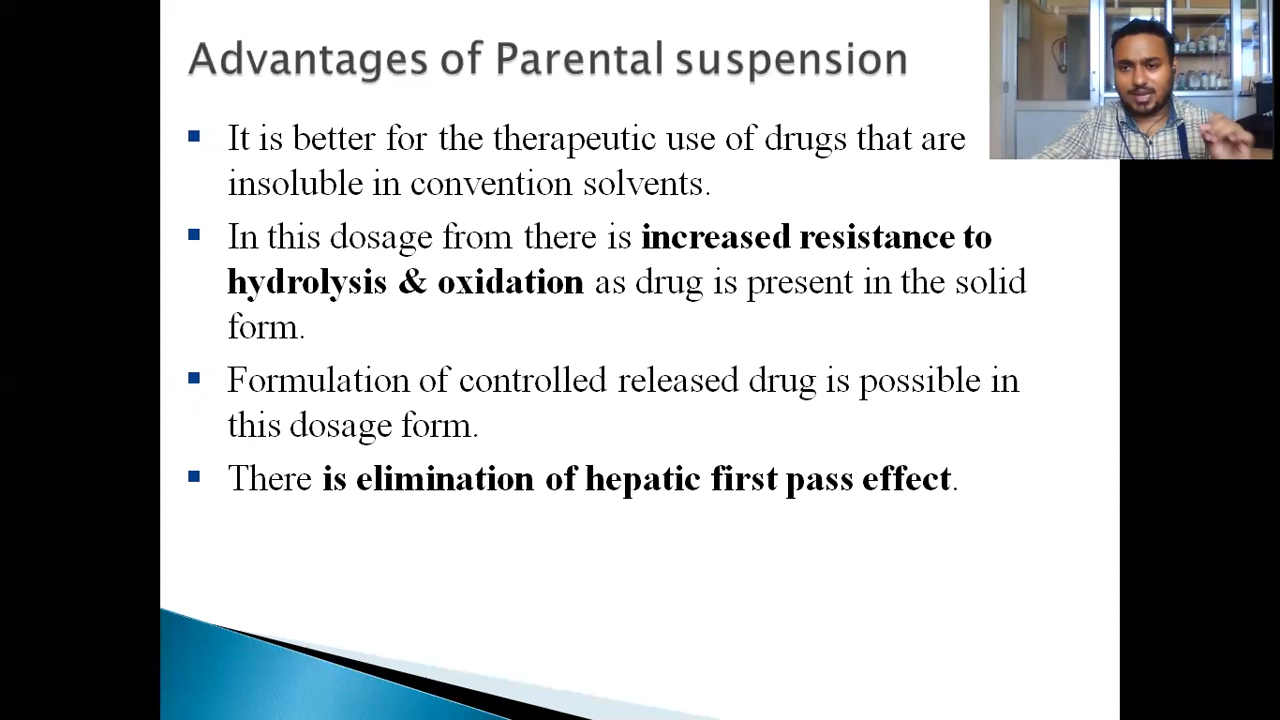 Advantages of Parental suspension
It is better for the therapeutic use of drugs that are
insoluble in convention solvents.
In this dosage from there is increased resistance to
hydrolysis & oxidation as drug is present in the solid
form.
Formulation of controlled released drug is possible in
this dosage form.
There is elimination of hepatic first pass effect.